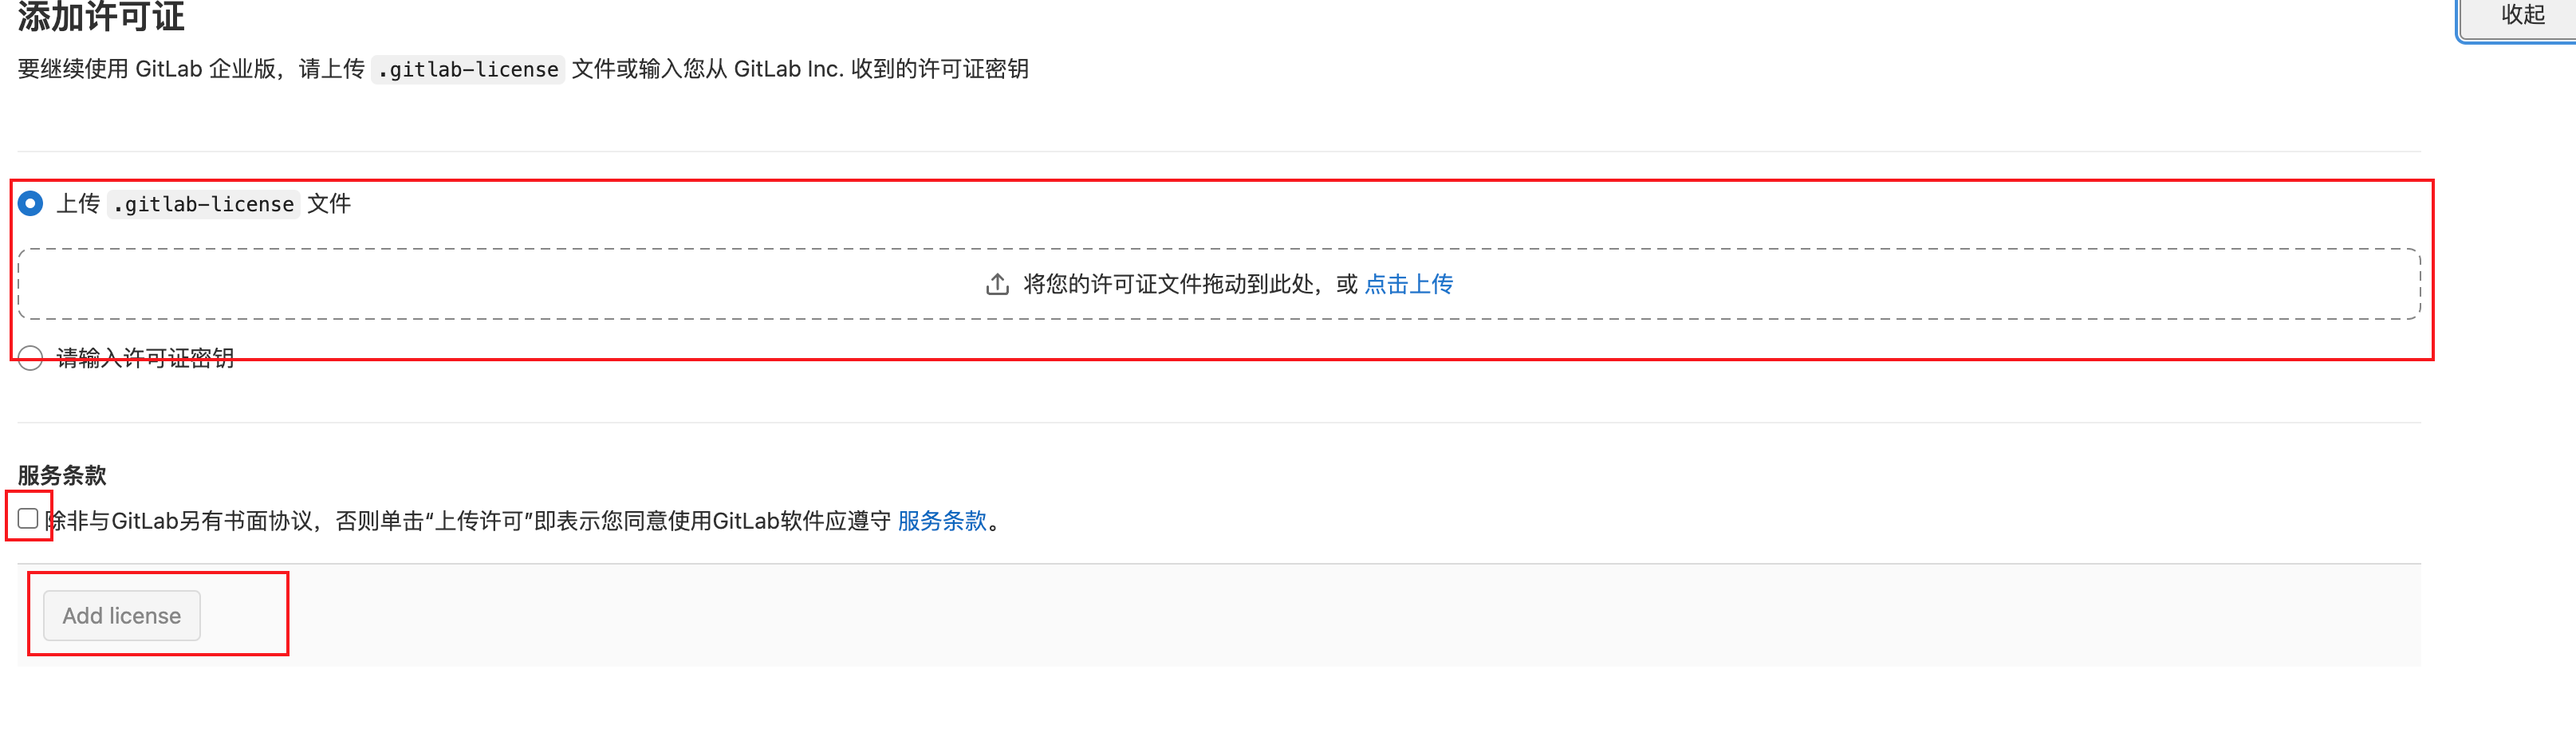 添加许可证
收起
要继续使用 GitLab 企业版，请上传 .gitlab-license 文件或输入您从 GitLab Inc. 收到的许可证密钥
上传 .gitlab-license 文件
将您的许可证文件拖动到此处，或 点击上传
请输入许可证密钥
服务条款
除非与GitLab另有书面协议，否则单击“上传许可”即表示您同意使用GitLab软件应遵守 服务条款。
Add license